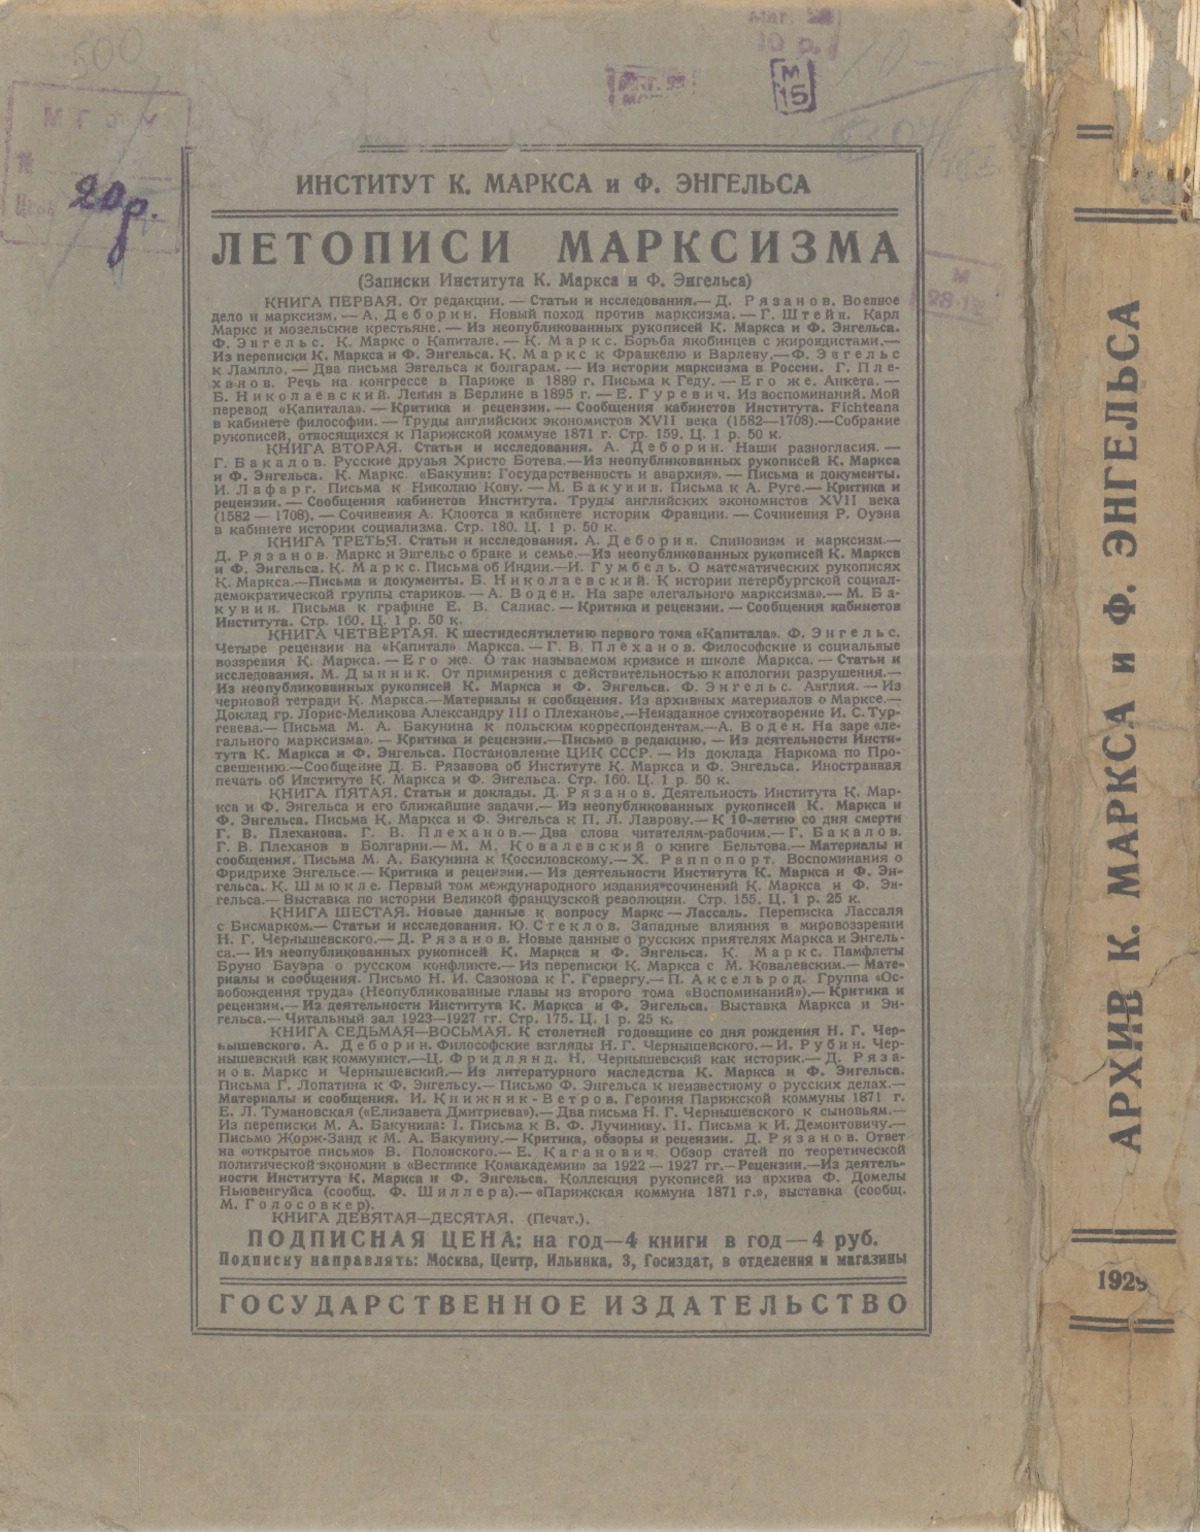 500
10 р.
М
15
М Г О Н У
№
20р.
М
28-12
ИНСТИТУТ К. МАРКСА и Ф. ЭНГЕЛЬСА
ЛЕТОПИСИ МАРКСИЗМА
(Записки Института К. Маркса и Ф. Энгельса)
КНИГА ПЕРВАЯ. От редакции. — Статьи и исследования.— Д. Рязанов. Военное
дело и марксизм. — А. Деборин. Новый поход против марксизма. — Г. Штейн. Карл
Маркс и мозельские крестьяне. — Из неопубликованных рукописей К. Маркса и Ф. Энгельса.
Ф. Энгельс. К. Маркс о Капитале. — К. Маркс. Борьба якобинцев с жирондистами.—
Из переписки К. Маркса и Ф. Энгельса. К. Маркс к Франкелю и Варлену.—Ф. Энгельс
к Лампло. — Два письма Энгельса к болгарам. — Из истории марксизма в России. Г. Пле-
ханов. Речь на конгрессе в Париже в 1889 г. Письма к Геду. — Его же. Анкета. —
Б. Николаевский. Ленин в Берлине в 1895 г. — Е. Гуревич. Из воспоминаний. Мой
перевод «Капитала». — Критика и рецензии. — Сообщения кабинетов Института. Fichteana
в кабинете философии. — Труды английских экономистов XVII века (1582—1708).—Собрание
рукописей, относящихся к Парижской коммуне 1871 г. Стр. 159. Ц. 1 р. 50 к.
КНИГА ВТОРАЯ. Статьи и исследования. А. Деборин. Наши разногласия. —
Г. Бакалов. Русские друзья Христо Ботева.—Из неопубликованных рукописей К. Маркса
и Ф. Энгельса. К. Маркс. «Бакунин: Государственность и анархия». — Письма и документы.
И. Лафарг. Письма к Николаю Кону. — М. Бакунин. Письма к А. Руге.— Критика и
рецензии. — Сообщения кабинетов Института. Труды английских экономистов XVII века
(1582 — 1708). — Сочинения А. Клоотса в кабинете истории Франции. — Сочинения Р. Оуэна
в кабинете истории социализма. Стр. 180. Ц. 1 р. 50 к.
КНИГА ТРЕТЬЯ. Статьи и исследования. А. Деборин. Спинозизм и марксизм.—
Д. Рязанов. Маркс и Энгельс о браке и семье.—Из неопубликованных рукописей К. Маркса
и Ф. Энгельса. К. Маркс. Письма об Индии.—И. Гумбель. О математических рукописях
К. Маркса.—Письма и документы. Б. Николаевский. К истории петербургской социал-
демократической группы стариков. — А. Воден. На заре «легального марксизма».— М. Ба-
кунин. Письма к графине Е. В. Салиас. — Критика и рецензии. — Сообщения кабинетов
Института. Стр. 160. Ц. 1 р. 50 к.
КНИГА ЧЕТВЕРТАЯ. К шестидесятилетию первого тома «Капитала». Ф. Энгельс.
Четыре рецензии на «Капитал» Маркса. — Г. В. Плеханов. Философские и социальные
воззрения К. Маркса. — Его же. О так называемом кризисе и школе Маркса. — Статьи и
исследования. М. Дынник. От примирения с действительностью к апологии разрушения.—
Из неопубликованных рукописей К. Маркса и Ф. Энгельса. Ф. Энгельс. Англия. — Из
черновой тетради К. Маркса.—Материалы и сообщения. Из архивных материалов о Марксе.—
Доклад гр. Лорис-Меликова Александру III о Плеханове.—Неизданное стихотворение И. С. Тур-
генева.— Письма М. А. Бакунина к польским корреспондентам.—А. Воден. На заре «ле-
гального марксизма». — Критика и рецензии.—Письмо в редакцию. — Из деятельности Инсти-
тута К. Маркса и Ф. Энгельса. Постановление ЦИК СССР. — Из доклада Наркома по Про-
свещению.—Сообщение Д. Б. Рязанова об Институте К. Маркса и Ф. Энгельса. Иностранная
печать об Институте К. Маркса и Ф. Энгельса. Стр. 160. Ц. 1 р. 50 к.
КНИГА ПЯТАЯ. Статьи и доклады. Д. Рязанов. Деятельность Института К. Мар-
кса и Ф. Энгельса и его ближайшие задачи.— Из неопубликованных рукописей К. Маркса и
Ф. Энгельса. Письма К. Маркса и Ф. Энгельса к П. Л. Лаврову.— К 10-летию со дня смерти
Г. В. Плеханова. Г. В. Плеханов.— Два слова читателям-рабочим.— Г. Бакалов.
Г. В. Плеханов в Болгарии.— М. М. Ковалевский о книге Бельтова.— Материалы и
сообщения. Письма М. А. Бакунина к Коссиловскому.— Х. Раппопорт. Воспоминания о
Фридрихе Энгельсе.— Критика и рецензии.— Из деятельности Института К. Маркса и Ф. Эн-
гельса. К. Шмюкле. Первый том международного издания сочинений К. Маркса и Ф. Эн-
гельса.— Выставка по истории Великой французской революции. Стр. 155. Ц. 1 р. 25 к.
КНИГА ШЕСТАЯ. Новые данные к вопросу Маркс — Лассаль. Переписка Лассаля
с Бисмарком.— Статьи и исследования. Ю. Стеклов. Западные влияния в мировоззрении
Н. Г. Чернышевского.— Д. Рязанов. Новые данные о русских приятелях Маркса и Энгель-
са.— Из неопубликованных рукописей К. Маркса и Ф. Энгельса. К. Маркс. Памфлеты
Бруно Бауэра о русском конфликте.— Из переписки К. Маркса с М. Ковалевским.— Мате-
риалы и сообщения. Письмо Н. И. Сазонова к Г. Гервегу.— П. Аксельрод. Группа «Ос-
вобождения труда» (Неопубликованные главы из второго тома «Воспоминаний»).— Критика и
рецензии.— Из деятельности Института К. Маркса и Ф. Энгельса. Выставка Маркса и Эн-
гельса.— Читальный зал 1923—1927 гг. Стр. 175. Ц. 1 р. 25 к.
КНИГА СЕДЬМАЯ—ВОСЬМАЯ. К столетней годовщине со дня рождения Н. Г. Чер-
нышевского. А. Деборин. Философские взгляды Н. Г. Чернышевского.— И. Рубин. Чер-
нышевский как коммунист.—Ц. Фридлянд. Н. Чернышевский как историк.— Д. Ряза-
нов. Маркс и Чернышевский.— Из литературного наследства К. Маркса и Ф. Энгельса.
Письма Г. Лопатина к Ф. Энгельсу.— Письмо Ф. Энгельса к неизвестному о русских делах.—
Материалы и сообщения. И. Книжник-Ветров. Героиня Парижской коммуны 1871 г.
Е. Л. Тумановская («Елизавета Дмитриева»).— Два письма Н. Г. Чернышевского к сыновьям.—
Из переписки М. А. Бакунина: I. Письма к В. Ф. Лучинину. II. Письма к И. Демонтовичу.—
Письмо Жорж-Занд к М. А. Бакунину.— Критика, обзоры и рецензии. Д. Рязанов. Ответ
на «открытое письмо» В. Полонского.— Е. Каганович. Обзор статей по теоретической
политической экономии в «Вестнике Комакадемии» за 1922 — 1927 гг.—Рецензии.—Из деятель-
ности Института К. Маркса и Ф. Энгельса. Коллекция рукописей из архива Ф. Домелы
Ньювенгуйса (сообщ. Ф. Шиллера).— «Парижская коммуна 1871 г.», выставка (сообщ.
М. Голосовкер).
КНИГА ДЕВЯТАЯ—ДЕСЯТАЯ. (Печат.).
ПОДПИСНАЯ ЦЕНА: на год—4 книги в год — 4 руб.
Подписку направлять: Москва, Центр, Ильинка, 3, Госиздат, в отделения и магазины
ГОСУДАРСТВЕННОЕ ИЗДАТЕЛЬСТВО
АРХИВ К. МАРКСА и Ф. ЭНГЕЛЬСА
1929